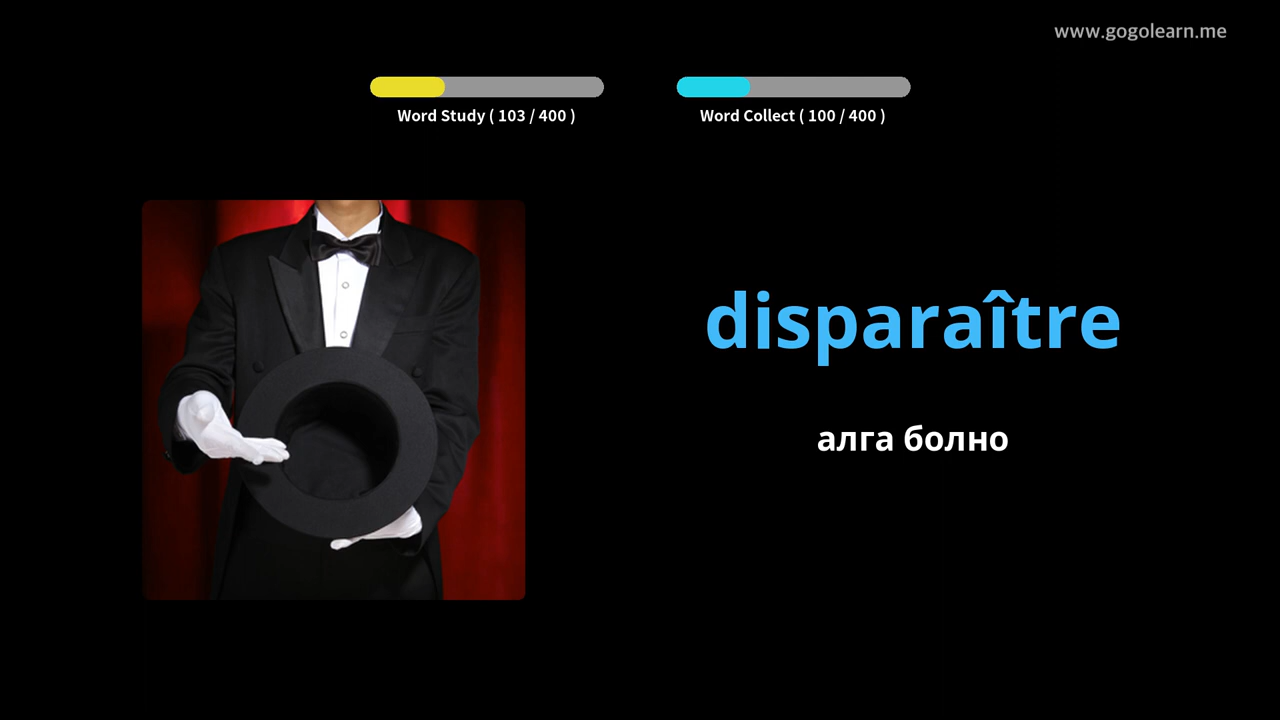 www.gogolearn.me
Word Study ( 103 / 400 )
Word Collect ( 100 / 400 )
disparaître
алга болно